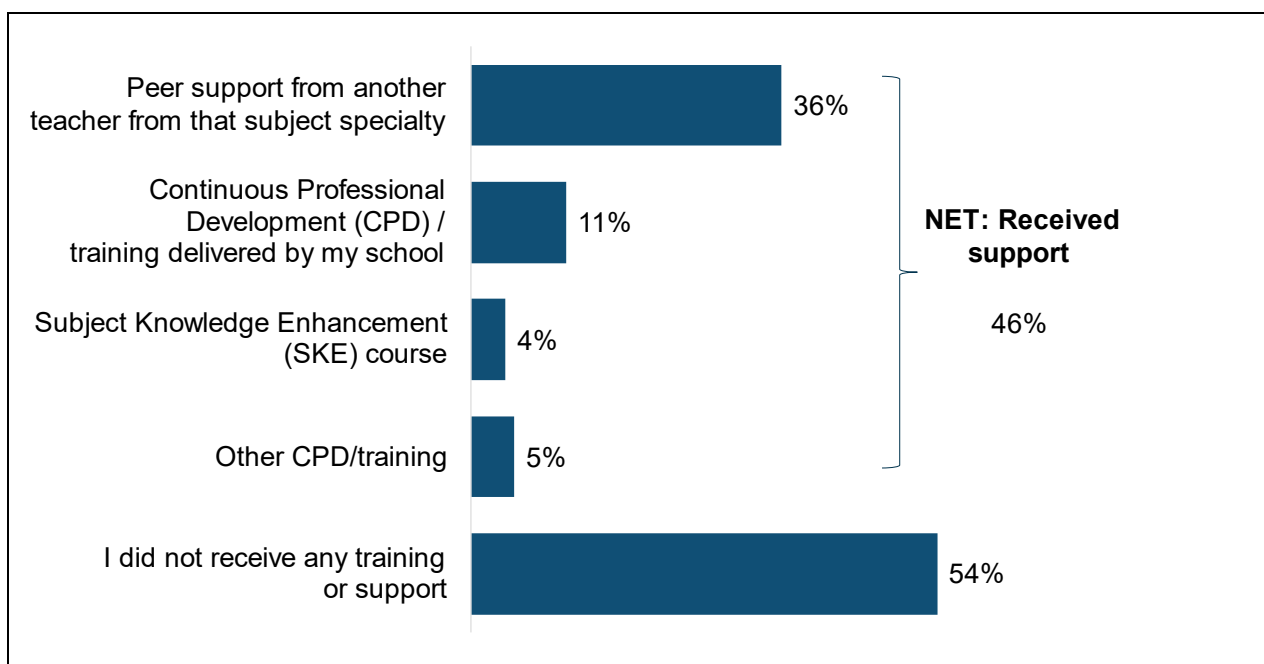 Peer support from another
teacher from that subject specialty
36%
Continuous Professional
Development (CPD) /
training delivered by my school
11%
NET: Received
support
46%
Subject Knowledge Enhancement
(SKE) course
4%
Other CPD/training
5%
I did not receive any training
or support
54%